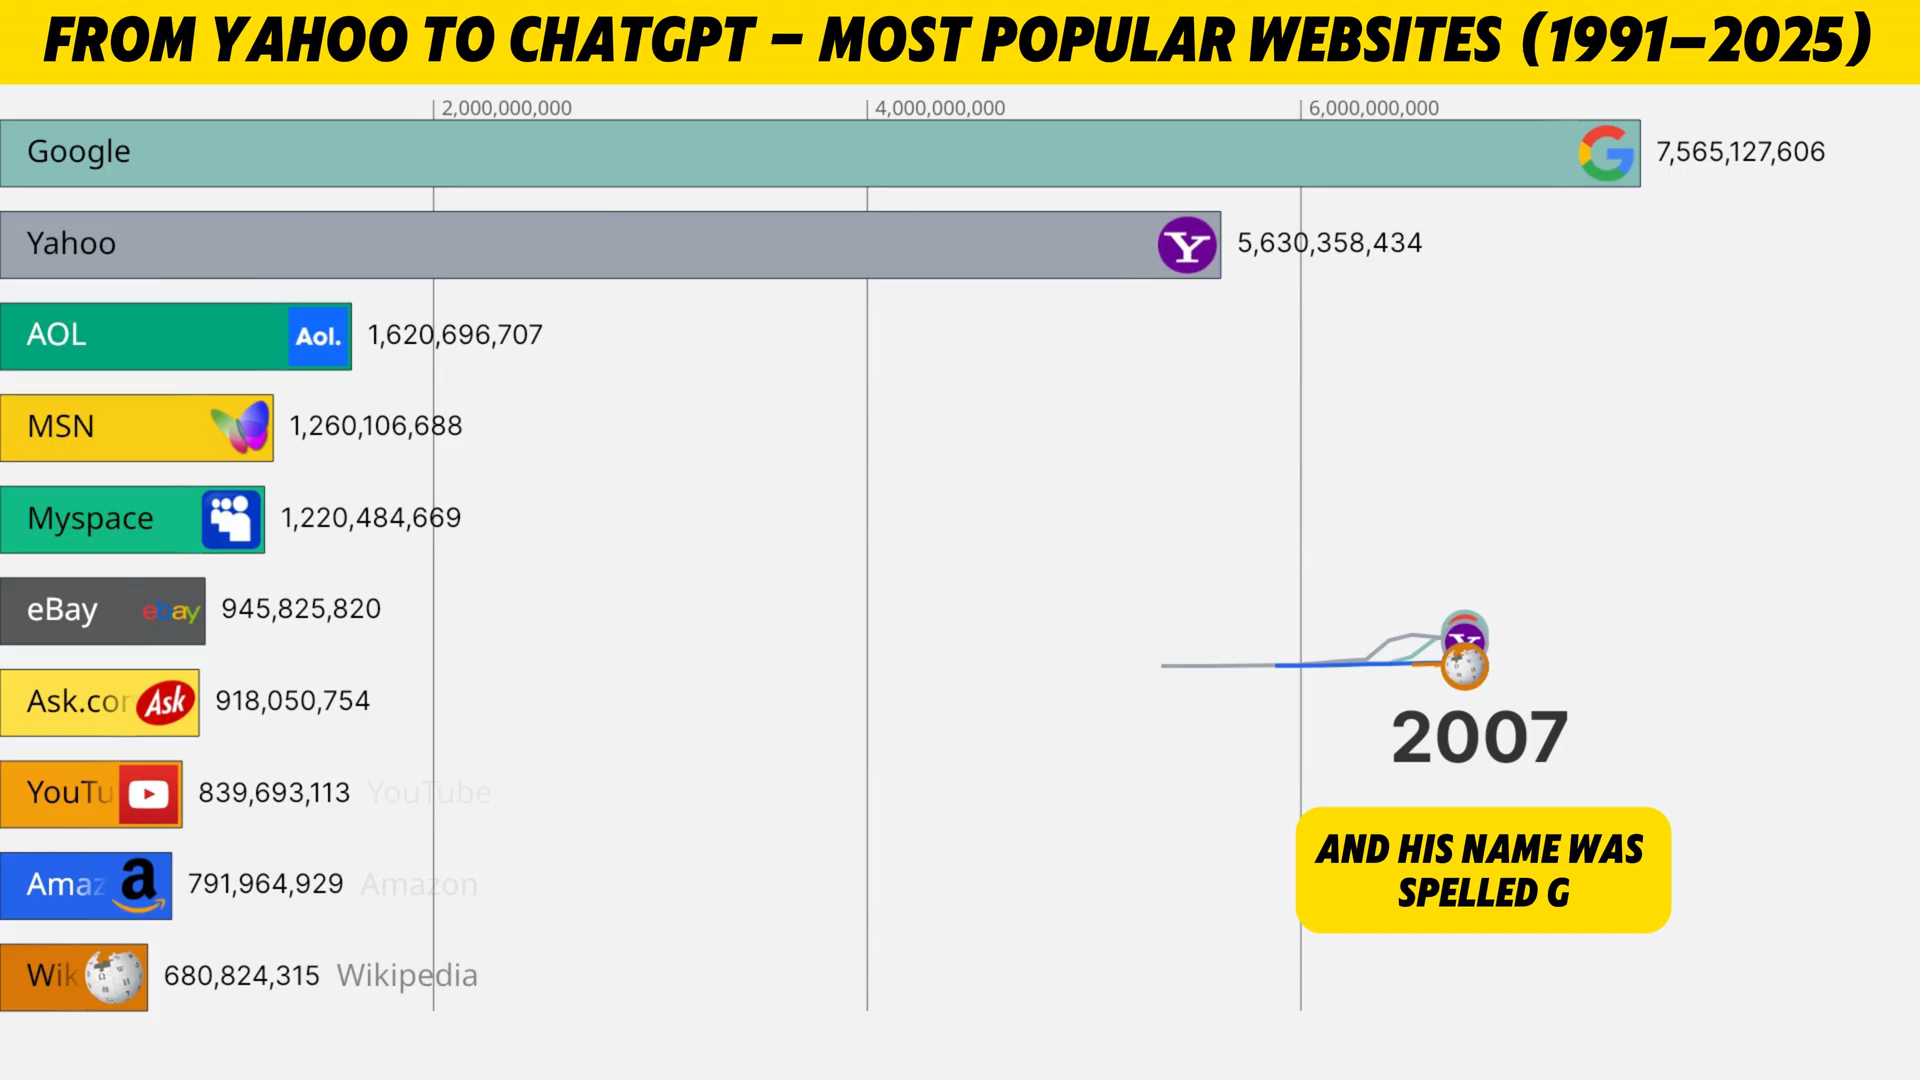 FROM YAHOO TO CHATGPT – MOST POPULAR WEBSITES (1991–2025)
2,000,000,000 4,000,000,000 6,000,000,000
Google 7,565,127,606
Yahoo Y 5,630,358,434
AOL Aol. 1,620,696,707
MSN 1,260,106,688
Myspace 1,220,484,669
eBay ebay 945,825,820
Ask.cor Ask 918,050,754
YouTu 839,693,113 YouTube
Amaz a 791,964,929 Amazon
Wik 680,824,315 Wikipedia
2007
AND HIS NAME WAS
SPELLED G